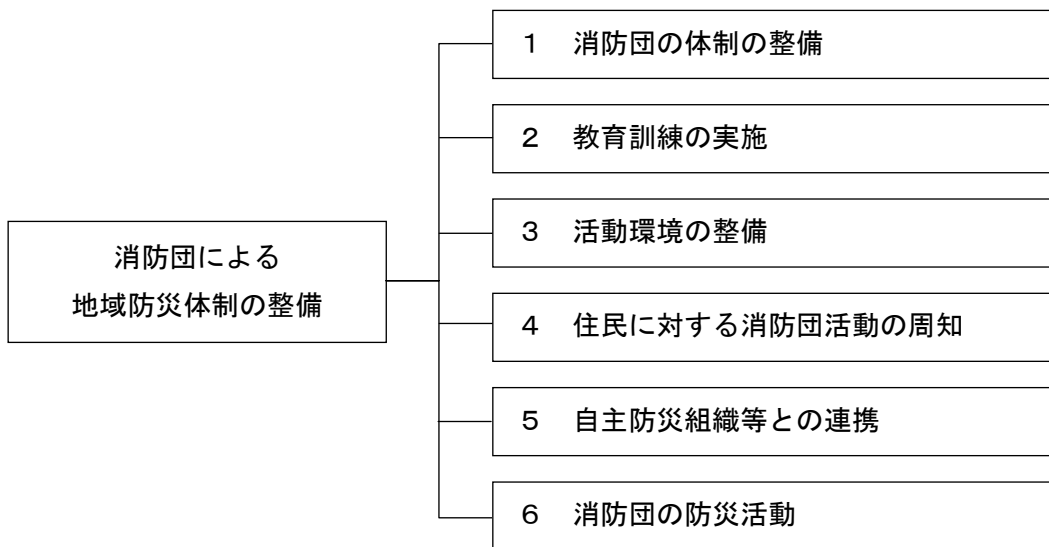 消防団による
地域防災体制の整備
1 消防団の体制の整備
2 教育訓練の実施
3 活動環境の整備
4 住民に対する消防団活動の周知
5 自主防災組織等との連携
6 消防団の防災活動